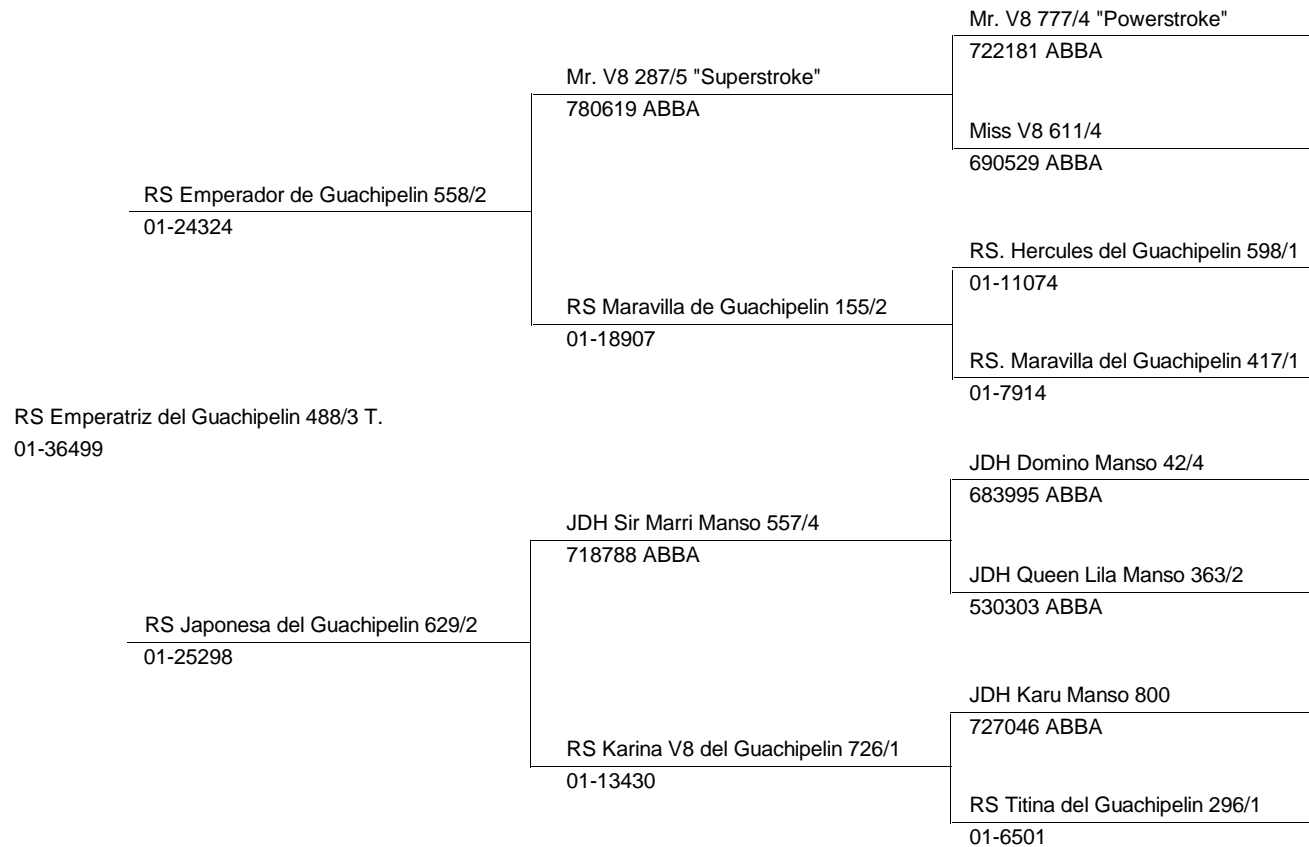 Mr. V8 777/4 "Powerstroke"
722181 ABBA
Mr. V8 287/5 "Superstroke"
780619 ABBA
Miss V8 611/4
690529 ABBA
RS Emperador de Guachipelin 558/2
01-24324
RS. Hercules del Guachipelin 598/1
01-11074
RS Maravilla de Guachipelin 155/2
01-18907
RS. Maravilla del Guachipelin 417/1
01-7914
RS Emperatriz del Guachipelin 488/3 T.
01-36499
JDH Domino Manso 42/4
683995 ABBA
JDH Sir Marri Manso 557/4
718788 ABBA
JDH Queen Lila Manso 363/2
530303 ABBA
RS Japonesa del Guachipelin 629/2
01-25298
JDH Karu Manso 800
727046 ABBA
RS Karina V8 del Guachipelin 726/1
01-13430
RS Titina del Guachipelin 296/1
01-6501